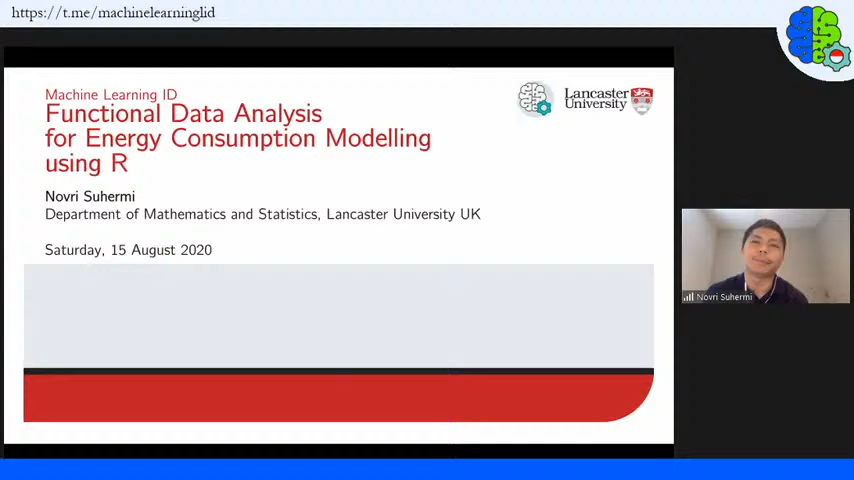 https://t.me/machinelearninglid
Machine Learning ID
Functional Data Analysis
for Energy Consumption Modelling
using R
Lancaster
University
Novri Suhermi
Department of Mathematics and Statistics, Lancaster University UK
Saturday, 15 August 2020
Novri Suhermi